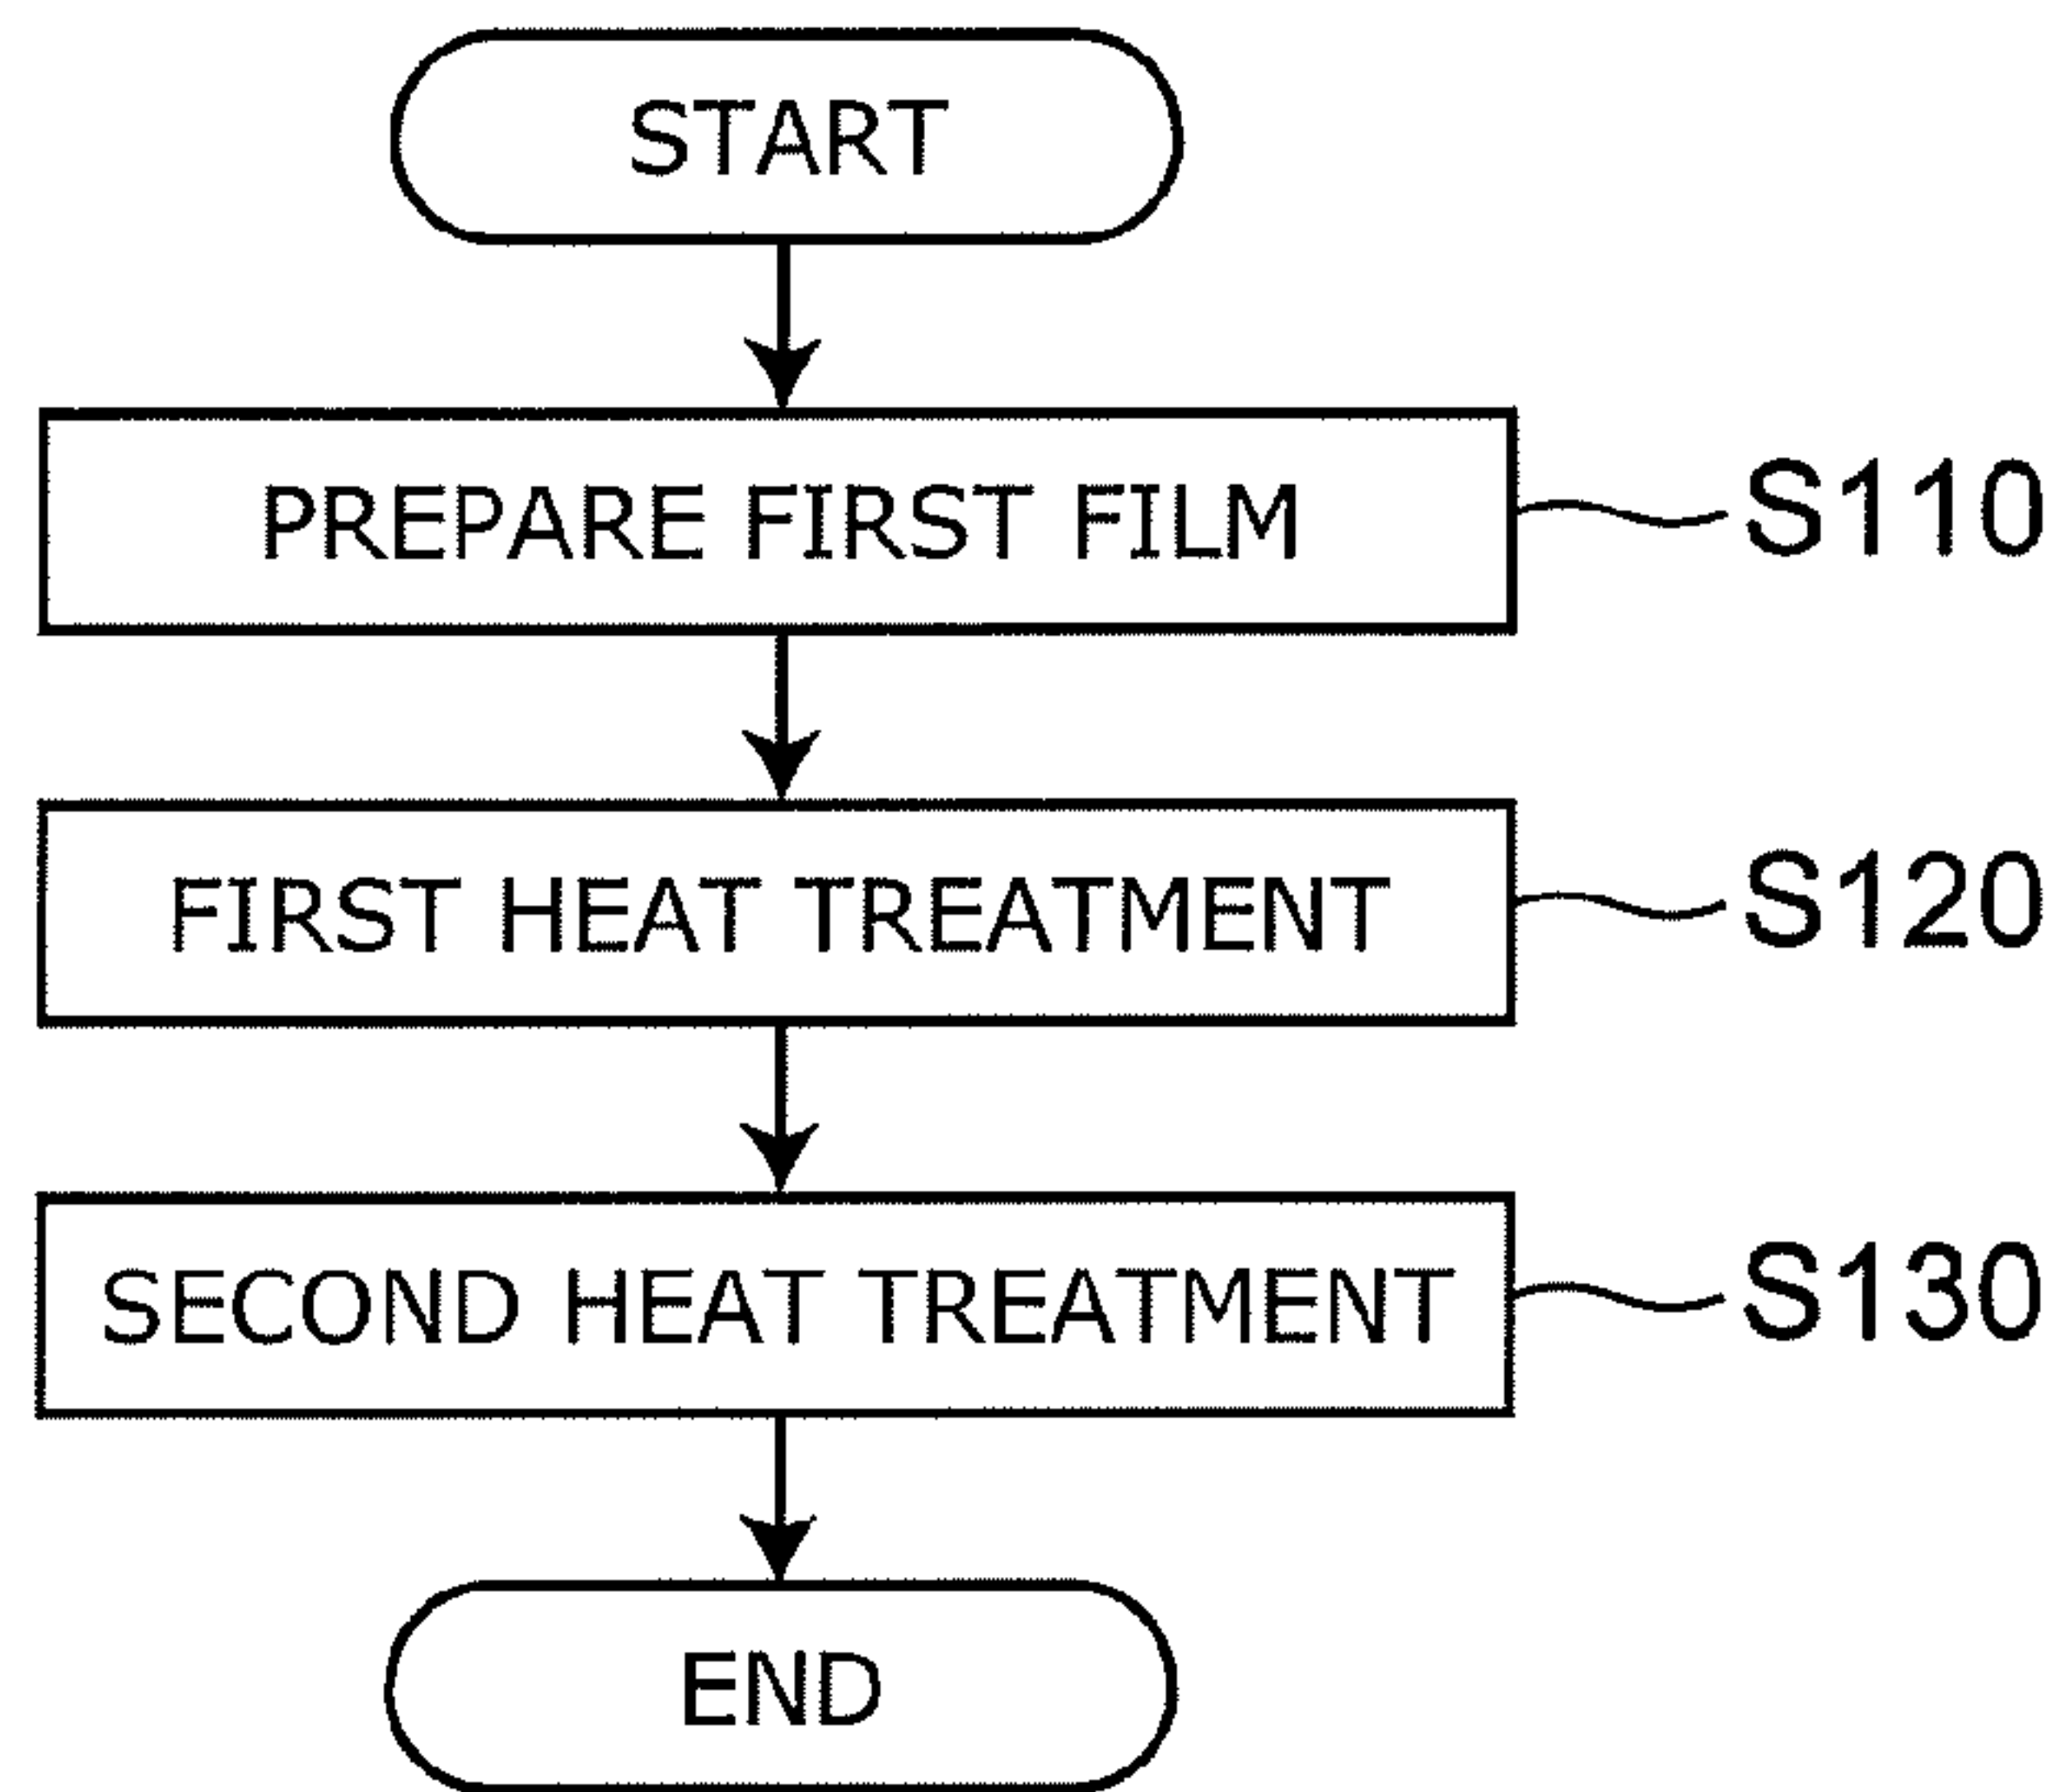 START
PREPARE FIRST FILM
S110
FIRST HEAT TREATMENT
S120
SECOND HEAT TREATMENT
S130
END